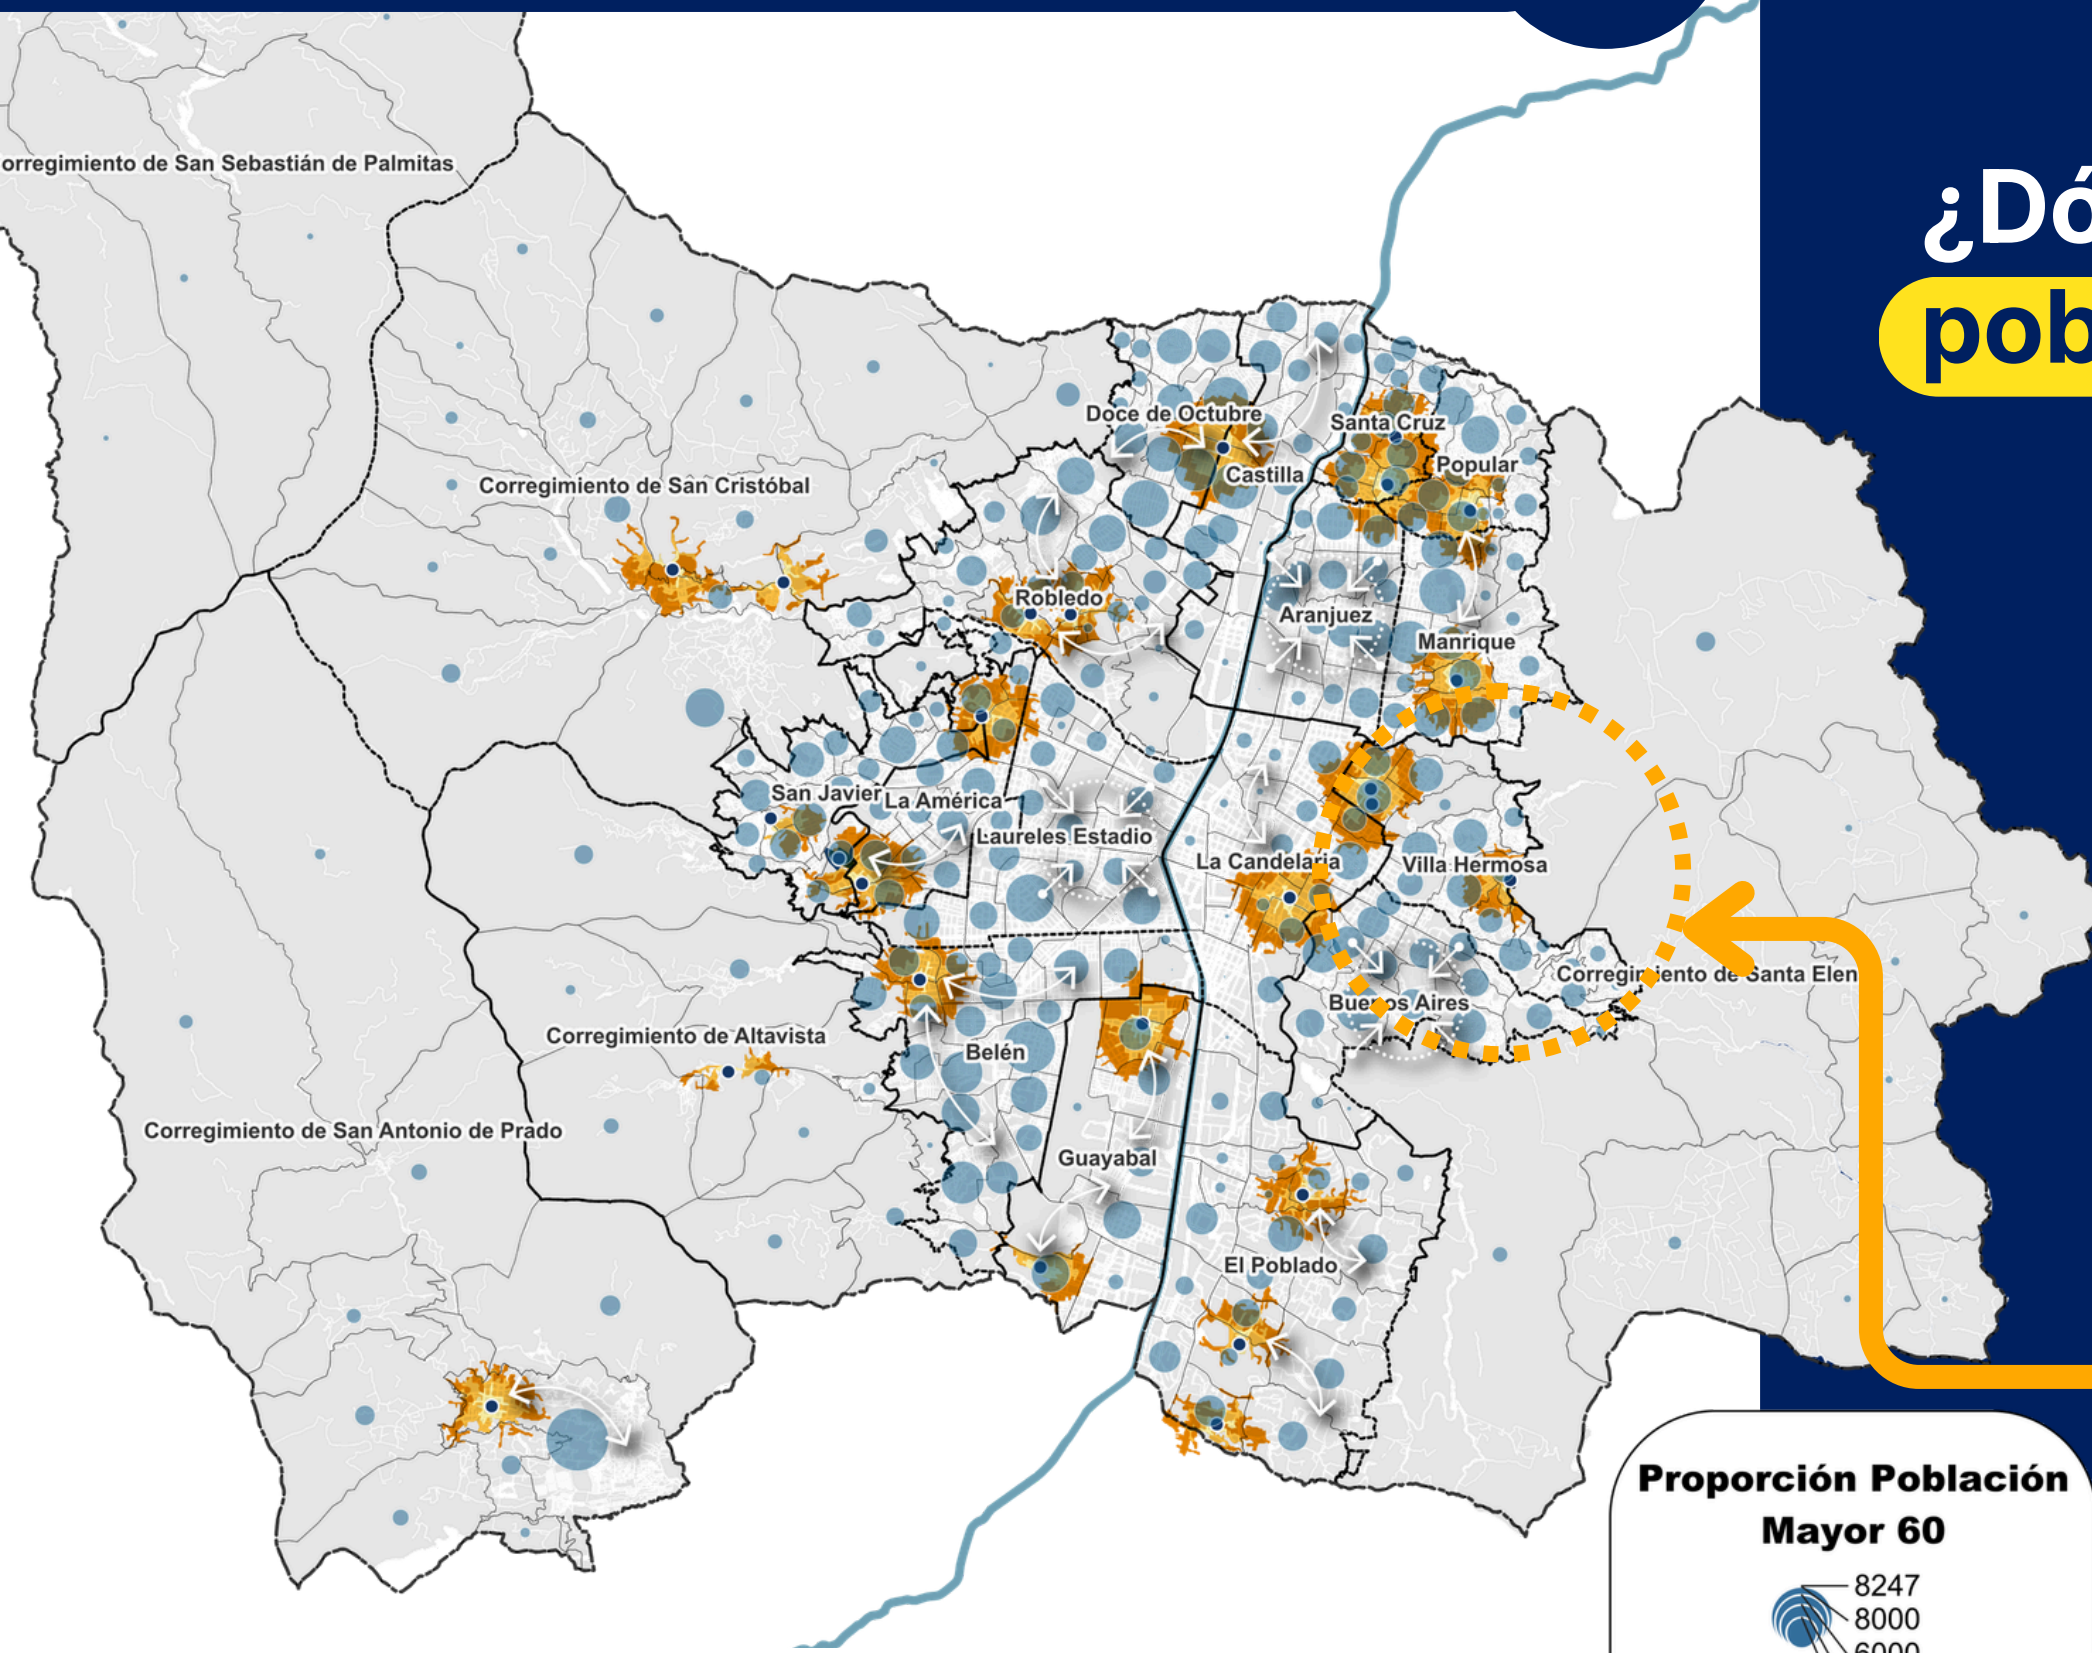 ¿Dó
pob
orregimiento de San Sebastián de Palmitas
Doce de Octubre
Santa Cruz
Castilla
Popular
Corregimiento de San Cristóbal
Robledo
Aranjuez
Manrique
San Javier
La América
Laureles Estadio
La Candelaria
Villa Hermosa
Corregimiento de Santa Elen
Buenos Aires
Corregimiento de Altavista
Belén
Corregimiento de San Antonio de Prado
Guayabal
El Poblado
Proporción Población
Mayor 60
8247
8000
6000